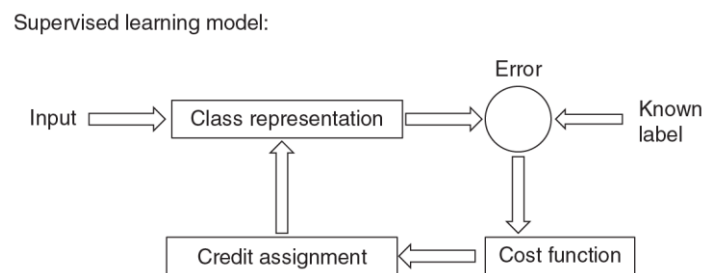 Supervised learning model:
Error
Input
Class representation
Known
label
Credit assignment
Cost function